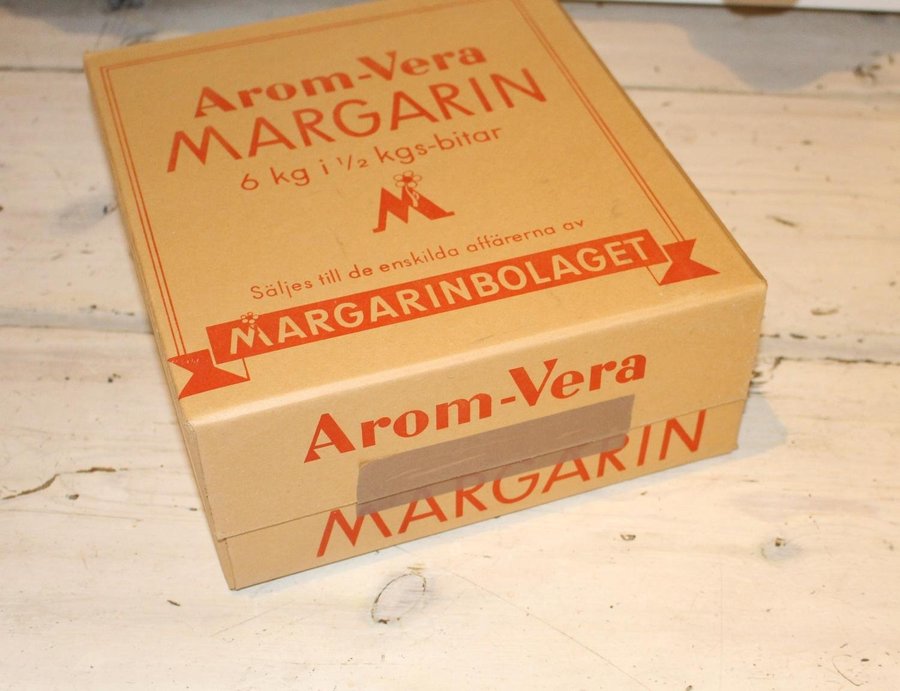 Arom-Vera
MARGARIN
6 kg i 1/2 kgs-bitar
M
Säljes till de enskilda affärerna av
MARGARINBOLAGET
Arom-Vera
MARGARIN